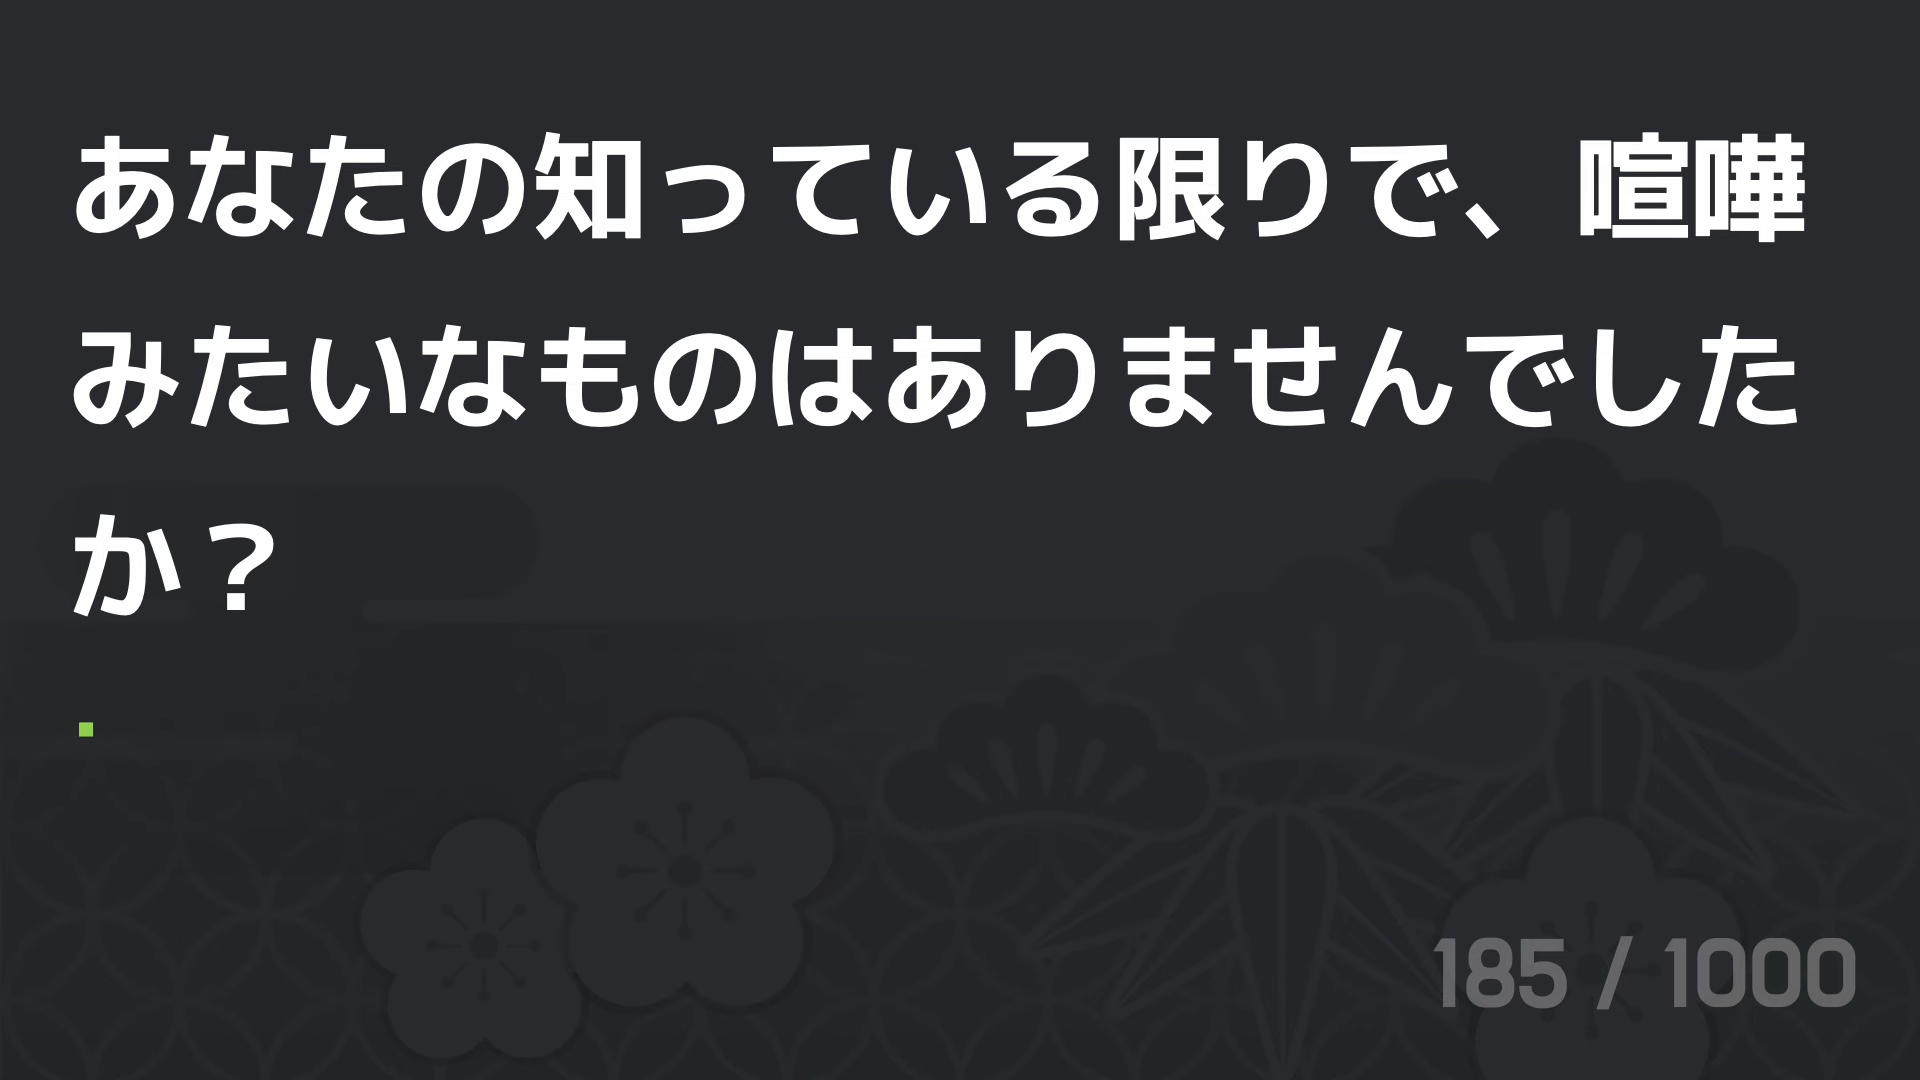 あなたの知っている限りで、喧嘩
みたいなものはありませんでした
か？
.
185 / 1000